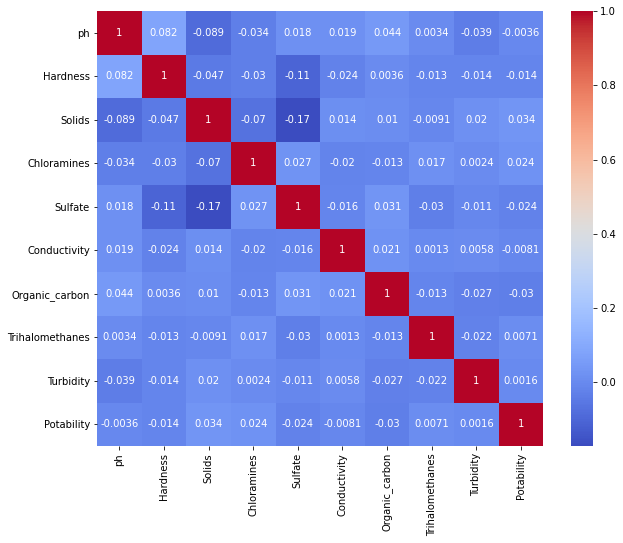 ph 1 0.082 -0.089 -0.034 0.018 0.019 0.044 0.0034 -0.039 -0.0036
Hardness 0.082 1 -0.047 -0.03 -0.11 -0.024 0.0036 -0.013 -0.014 -0.014
Solids -0.089 -0.047 1 -0.07 -0.17 0.014 0.01 -0.0091 0.02 0.034
Chloramines -0.034 -0.03 -0.07 1 0.027 -0.02 -0.013 0.017 0.0024 0.024
Sulfate 0.018 -0.11 -0.17 0.027 1 -0.016 0.031 -0.03 -0.011 -0.024
Conductivity 0.019 -0.024 0.014 -0.02 -0.016 1 0.021 0.0013 0.0058 -0.0081
Organic_carbon 0.044 0.0036 0.01 -0.013 0.031 0.021 1 -0.013 -0.027 -0.03
Trihalomethanes 0.0034 -0.013 -0.0091 0.017 -0.03 0.0013 -0.013 1 -0.022 0.0071
Turbidity -0.039 -0.014 0.02 0.0024 -0.011 0.0058 -0.027 -0.022 1 0.0016
Potability -0.0036 -0.014 0.034 0.024 -0.024 -0.0081 -0.03 0.0071 0.0016 1
ph Hardness Solids Chloramines Sulfate Conductivity Organic_carbon Trihalomethanes Turbidity Potability
1.0
0.8
0.6
0.4
0.2
0.0